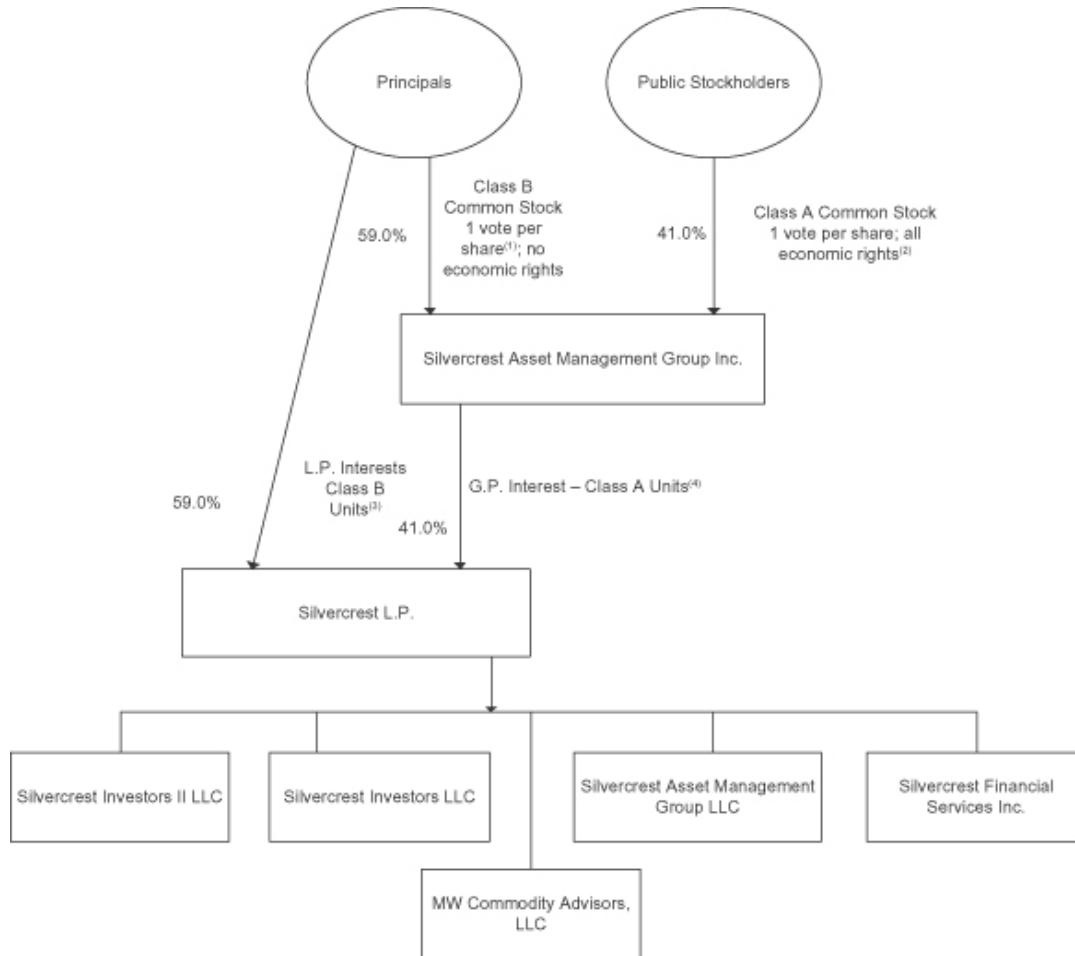 Principals
Public Stockholders
59.0%
Class B
Common Stock
1 vote per
share(1); no
economic rights
41.0%
Class A Common Stock
1 vote per share; all
economic rights(2)
Silvercrest Asset Management Group Inc.
59.0%
L.P. Interests
Class B
Units(3)
41.0%
G.P. Interest – Class A Units(4)
Silvercrest L.P.
Silvercrest Investors II LLC
Silvercrest Investors LLC
Silvercrest Asset Management
Group LLC
Silvercrest Financial
Services Inc.
MW Commodity Advisors,
LLC